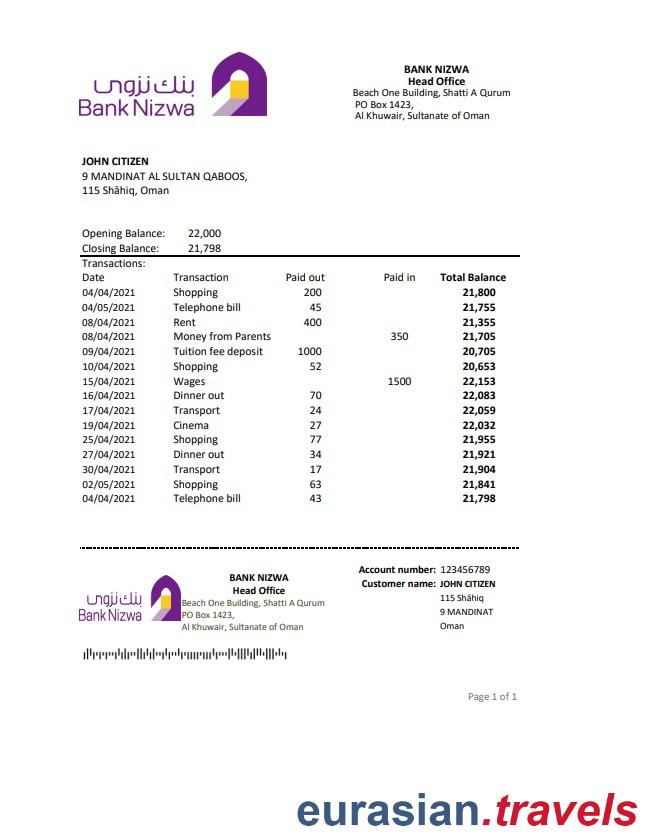 بنك نزوى
Bank Nizwa
BANK NIZWA
Head Office
Beach One Building, Shatti A Qurum
PO Box 1423,
Al Khuwair, Sultanate of Oman
JOHN CITIZEN
9 MANDINAT AL SULTAN QABOOS,
115 Shāhiq, Oman
Opening Balance: 22,000
Closing Balance: 21,798
Transactions:
Date Transaction Paid out Paid in Total Balance
04/04/2021 Shopping 200 21,800
04/05/2021 Telephone bill 45 21,755
08/04/2021 Rent 400 21,355
08/04/2021 Money from Parents 350 21,705
09/04/2021 Tuition fee deposit 1000 20,705
10/04/2021 Shopping 52 20,653
15/04/2021 Wages 1500 22,153
16/04/2021 Dinner out 70 22,083
17/04/2021 Transport 24 22,059
19/04/2021 Cinema 27 22,032
25/04/2021 Shopping 77 21,955
27/04/2021 Dinner out 34 21,921
30/04/2021 Transport 17 21,904
02/05/2021 Shopping 63 21,841
04/04/2021 Telephone bill 43 21,798
بنك نزوى
Bank Nizwa
BANK NIZWA
Head Office
Beach One Building, Shatti A Qurum
PO Box 1423,
Al Khuwair, Sultanate of Oman
Account number: 123456789
Customer name: JOHN CITIZEN
115 Shāhiq
9 MANDINAT
Oman
Page 1 of 1
eurasian.travels